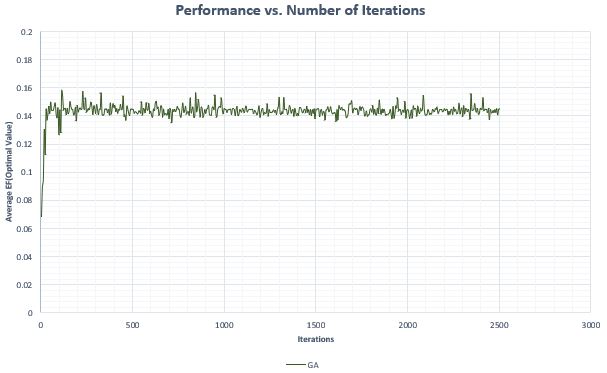 Performance vs. Number of Iterations
Average EF(Optimal Value)
0.2
0.18
0.16
0.14
0.12
0.1
0.08
0.06
0.04
0.02
0
0 500 1000 1500 2000 2500 3000
Iterations
GA